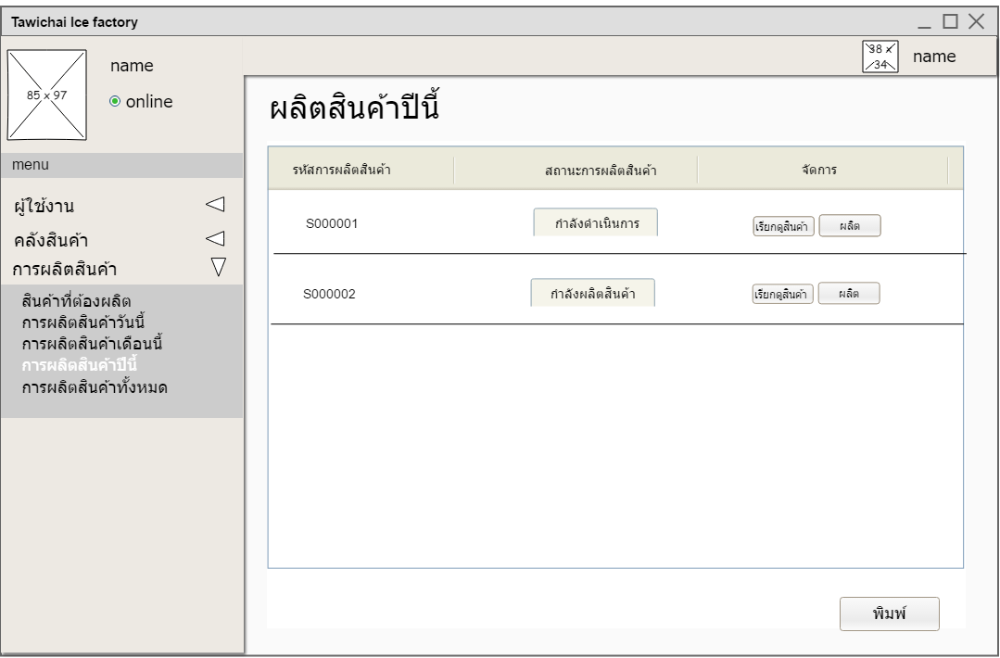 Tawichai Ice factory
38 x 34
name
85 x 97
name
online
menu
ผู้ใช้งาน
คลังสินค้า
การผลิตสินค้า
สินค้าที่ต้องผลิต
การผลิตสินค้าวันนี้
การผลิตสินค้าเดือนนี้
การผลิตสินค้าปีนี้
การผลิตสินค้าทั้งหมด
ผลิตสินค้าปีนี้
รหัสการผลิตสินค้า สถานะการผลิตสินค้า จัดการ
S000001 กำลังดำเนินการ เรียกดูสินค้า ผลิต
S000002 กำลังผลิตสินค้า เรียกดูสินค้า ผลิต
พิมพ์